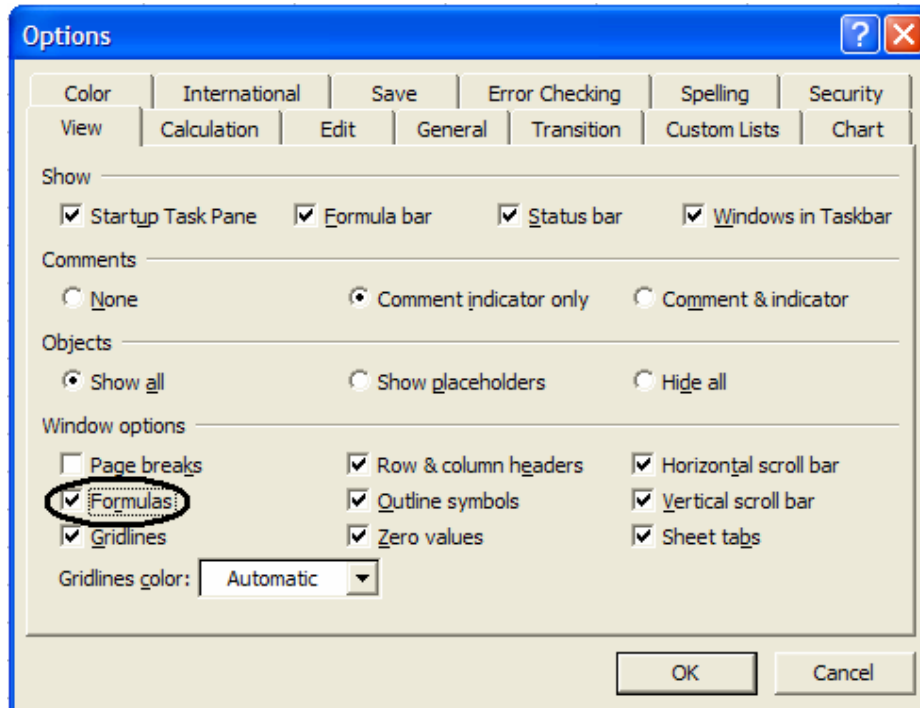 Options
Color International Save Error Checking Spelling Security
View Calculation Edit General Transition Custom Lists Chart
Show
Startup Task Pane Formula bar Status bar Windows in Taskbar
Comments
None Comment indicator only Comment & indicator
Objects
Show all Show placeholders Hide all
Window options
Page breaks Row & column headers Horizontal scroll bar
Formulas Outline symbols Vertical scroll bar
Gridlines Zero values Sheet tabs
Gridlines color: Automatic
OK Cancel